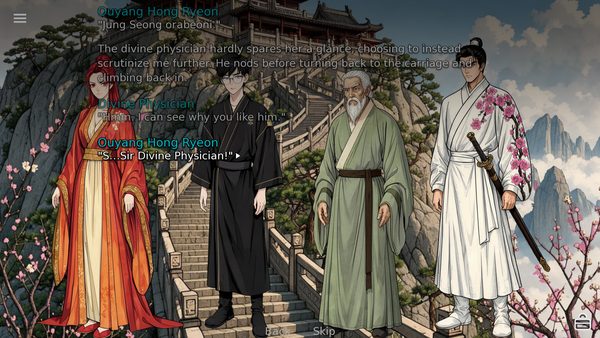 Ouyang Hong Ryeon
"Jung Seong orabeoni."
The divine physician hardly spares her a glance, choosing to instead
scrutinize me further. He nods before turning back to the carriage and
climbing back in.
Divine Physician
"Hmm, I can see why you like him."
Ouyang Hong Ryeon
"S...Sir Divine Physician!"
Back Skip